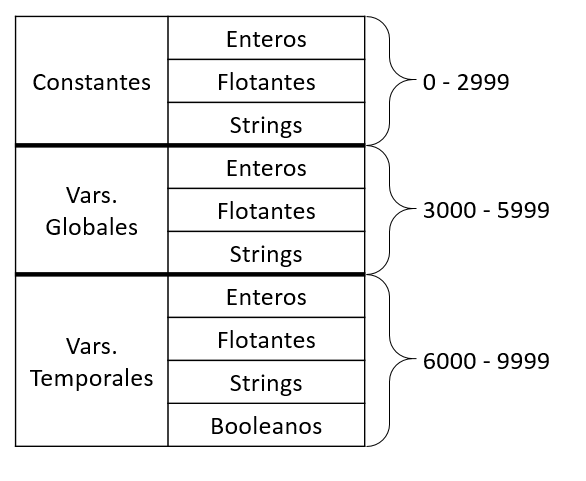 Constantes
Enteros
Flotantes
Strings
0 - 2999
Vars.
Globales
Enteros
Flotantes
Strings
3000 - 5999
Vars.
Temporales
Enteros
Flotantes
Strings
Booleanos
6000 - 9999